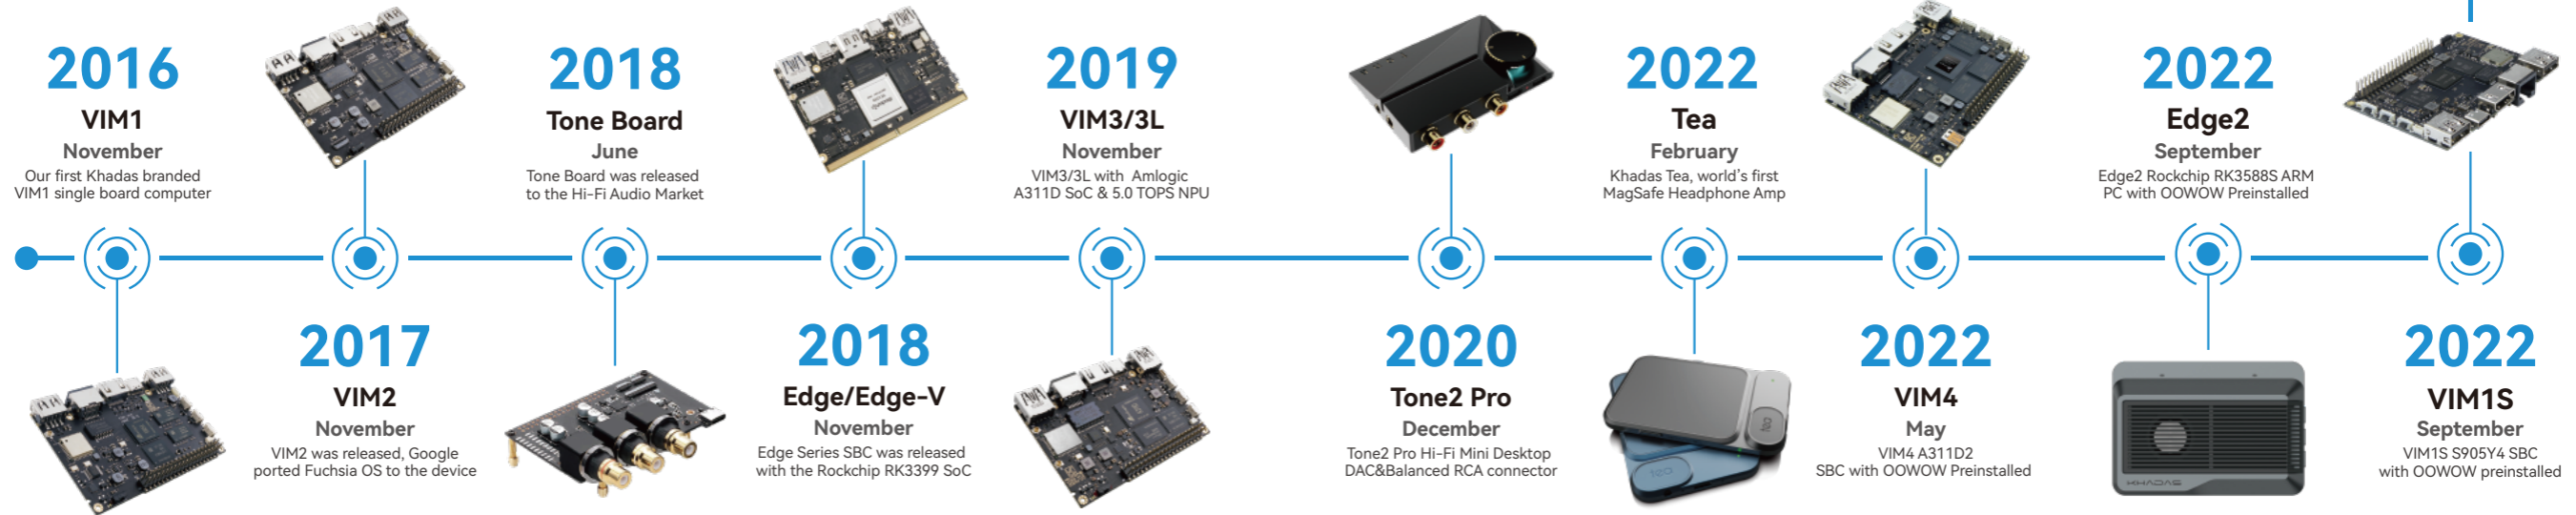 2016
VIM1
November
Our first Khadas branded
VIM1 single board computer
2017
VIM2
November
VIM2 was released, Google
ported Fuchsia OS to the device
2018
Tone Board
June
Tone Board was released
to the Hi-Fi Audio Market
2018
Edge/Edge-V
November
Edge Series SBC was released
with the Rockchip RK3399 SoC
2019
VIM3/3L
November
VIM3/3L with Amlogic
A311D SoC & 5.0 TOPS NPU
2020
Tone2 Pro
December
Tone2 Pro Hi-Fi Mini Desktop
DAC&Balanced RCA connector
2022
Tea
February
Khadas Tea, world's first
MagSafe Headphone Amp
2022
VIM4
May
VIM4 A311D2
SBC with OOWOW Preinstalled
2022
Edge2
September
Edge2 Rockchip RK3588S ARM
PC with OOWOW Preinstalled
KHADAS
2022
VIM1S
September
VIM1S S905Y4 SBC
with OOWOW preinstalled